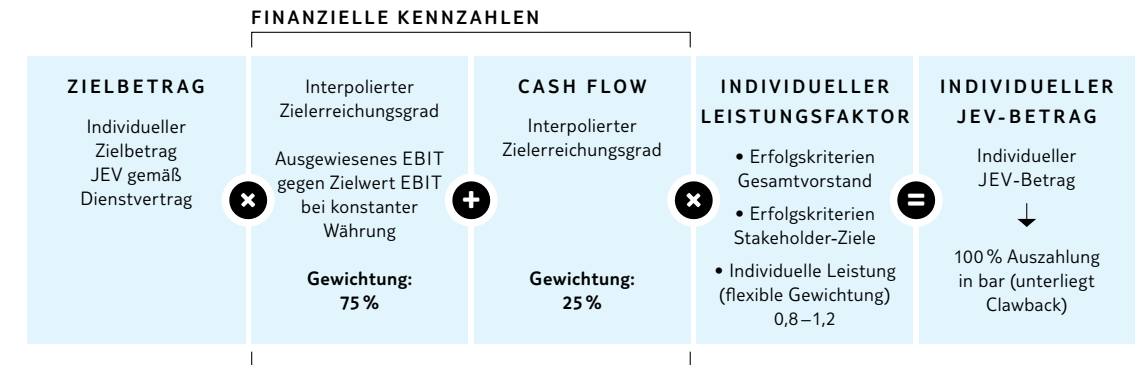 FINANZIELLE KENNZAHLEN
ZIELBETRAG
Individueller
Zielbetrag
JEV gemäß
Dienstvertrag
×
Interpolierter
Zielerreichungsgrad
Ausgewiesenes EBIT
gegen Zielwert EBIT
bei konstanter
Währung
Gewichtung:
75 %
+
CASH FLOW
Interpolierter
Zielerreichungsgrad
Gewichtung:
25 %
×
INDIVIDUELLER
LEISTUNGSFAKTOR
• Erfolgskriterien
Gesamtvorstand
• Erfolgskriterien
Stakeholder-Ziele
• Individuelle Leistung
(flexible Gewichtung)
0,8–1,2
=
INDIVIDUELLER
JEV-BETRAG
Individueller
JEV-Betrag
100 % Auszahlung
in bar (unterliegt
Clawback)